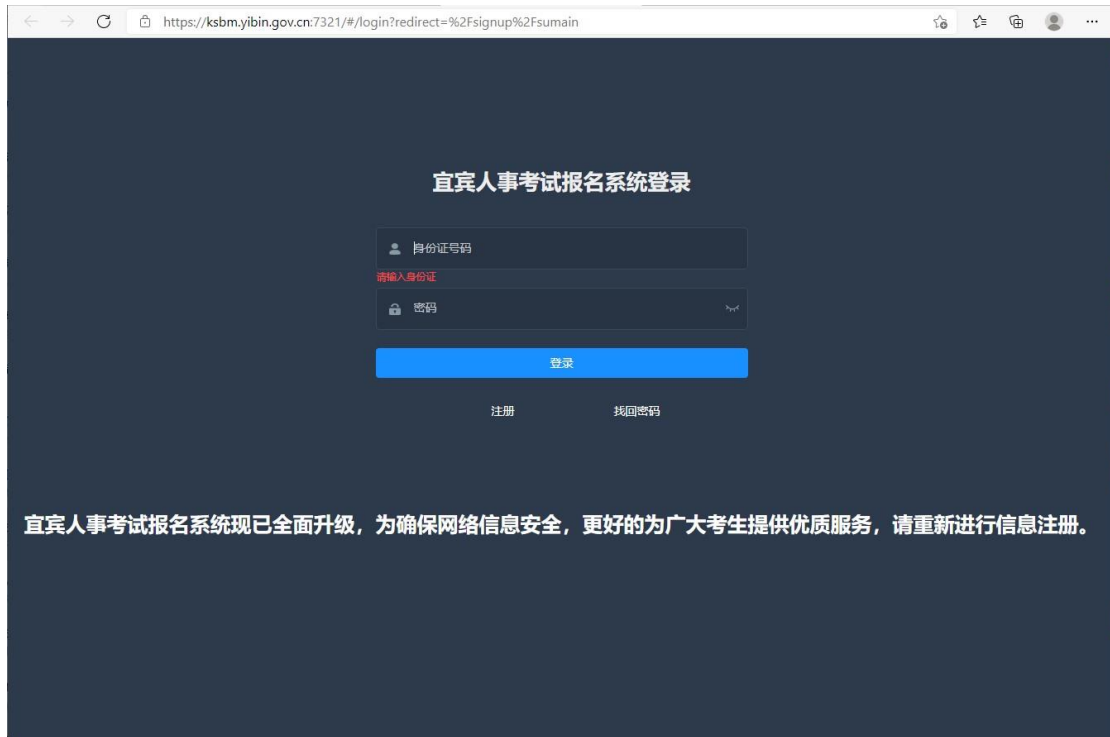 https://ksbm.yibin.gov.cn:7321/#/login?redirect=%2Fsignup%2Fsumain
宜宾人事考试报名系统登录
身份证号码
请输入身份证
密码
登录
注册 找回密码
宜宾人事考试报名系统现已全面升级，为确保网络信息安全，更好的为广大考生提供优质服务，请重新进行信息注册。